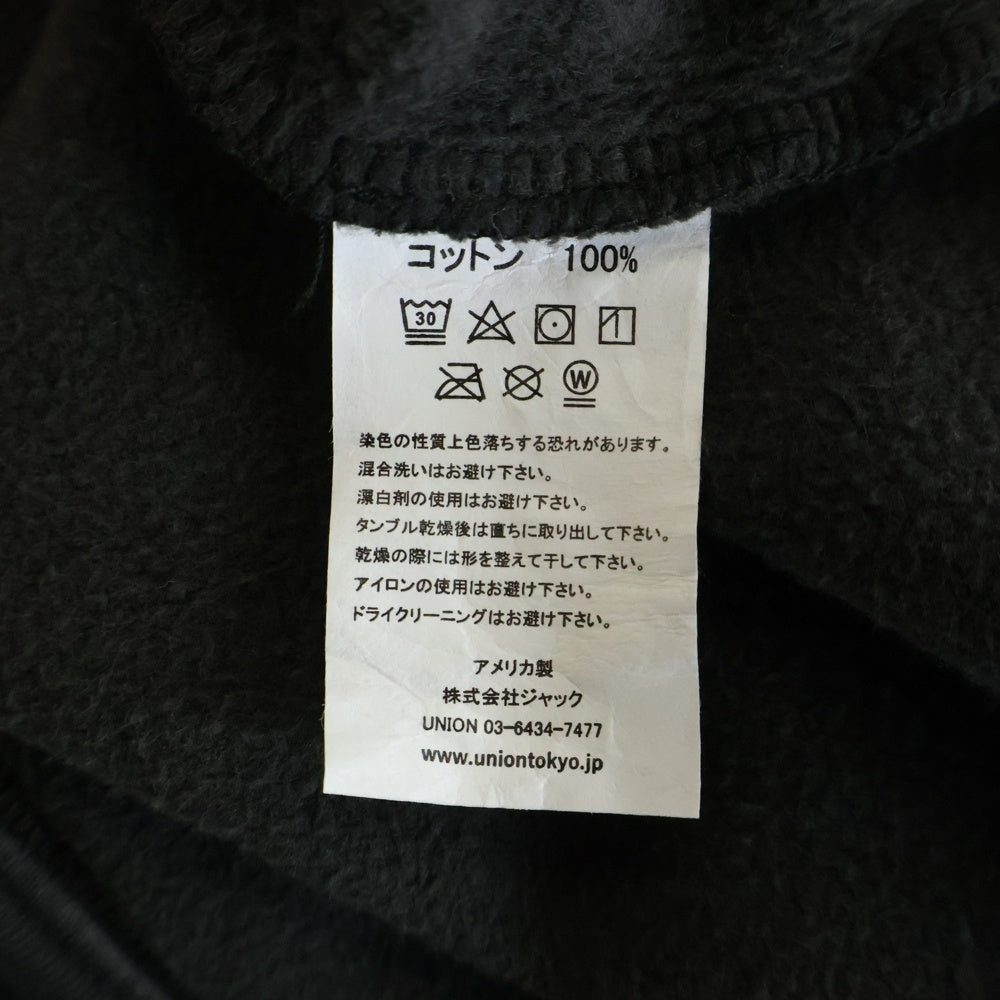 コットン 100%
30
W
染色の性質上色落ちする恐れがあります。
混合洗いはお避け下さい。
漂白剤の使用はお避け下さい。
タンブル乾燥後は直ちに取り出して下さい。
乾燥の際には形を整えて干して下さい。
アイロンの使用はお避け下さい。
ドライクリーニングはお避け下さい。
アメリカ製
株式会社ジャック
UNION 03-6434-7477
www.uniontokyo.jp